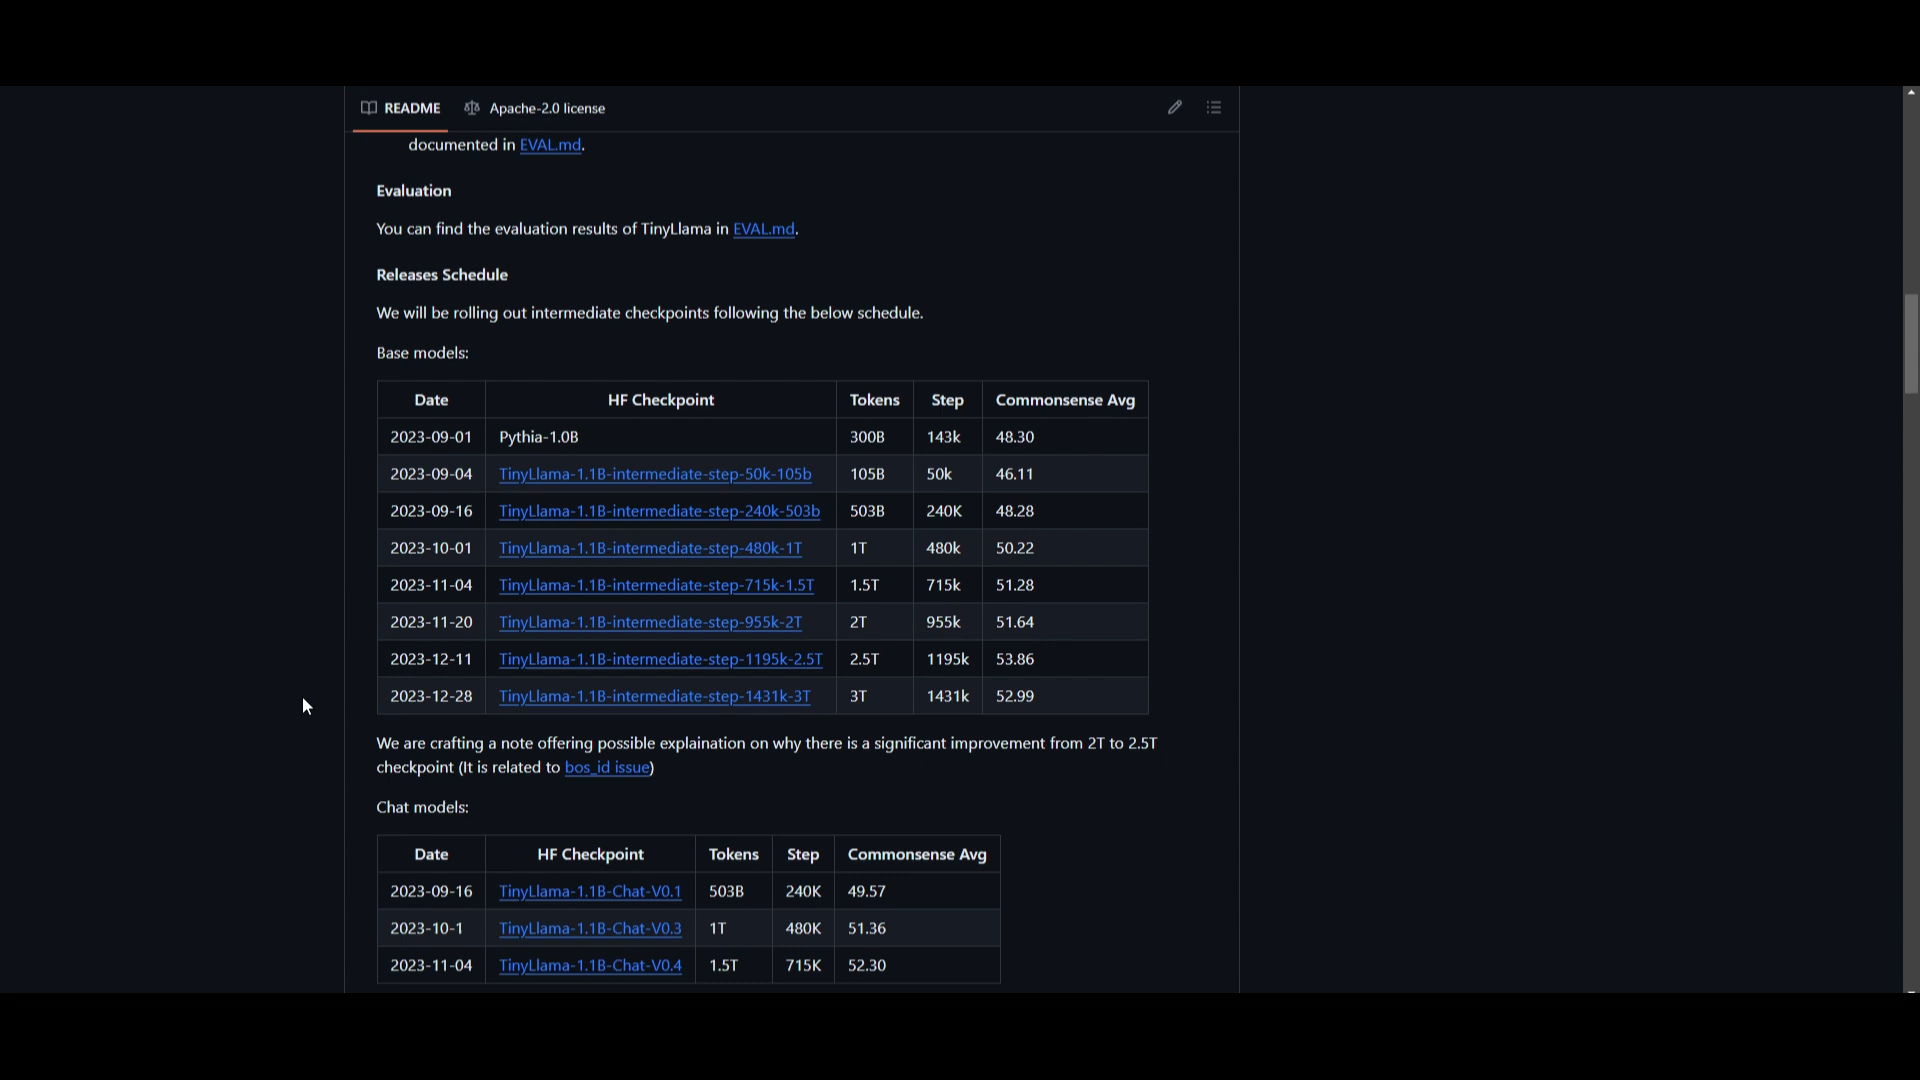 README Apache-2.0 license
documented in EVAL.md.
Evaluation
You can find the evaluation results of TinyLlama in EVAL.md.
Releases Schedule
We will be rolling out intermediate checkpoints following the below schedule.
Base models:
Date HF Checkpoint Tokens Step Commonsense Avg
2023-09-01 Pythia-1.0B 300B 143k 48.30
2023-09-04 TinyLlama-1.1B-intermediate-step-50k-105b 105B 50k 46.11
2023-09-16 TinyLlama-1.1B-intermediate-step-240k-503b 503B 240K 48.28
2023-10-01 TinyLlama-1.1B-intermediate-step-480k-1T 1T 480k 50.22
2023-11-04 TinyLlama-1.1B-intermediate-step-715k-1.5T 1.5T 715k 51.28
2023-11-20 TinyLlama-1.1B-intermediate-step-955k-2T 2T 955k 51.64
2023-12-11 TinyLlama-1.1B-intermediate-step-1195k-2.5T 2.5T 1195k 53.86
2023-12-28 TinyLlama-1.1B-intermediate-step-1431k-3T 3T 1431k 52.99
We are crafting a note offering possible explaination on why there is a significant improvement from 2T to 2.5T
checkpoint (It is related to bos_id issue)
Chat models:
Date HF Checkpoint Tokens Step Commonsense Avg
2023-09-16 TinyLlama-1.1B-Chat-V0.1 503B 240K 49.57
2023-10-1 TinyLlama-1.1B-Chat-V0.3 1T 480K 51.36
2023-11-04 TinyLlama-1.1B-Chat-V0.4 1.5T 715K 52.30